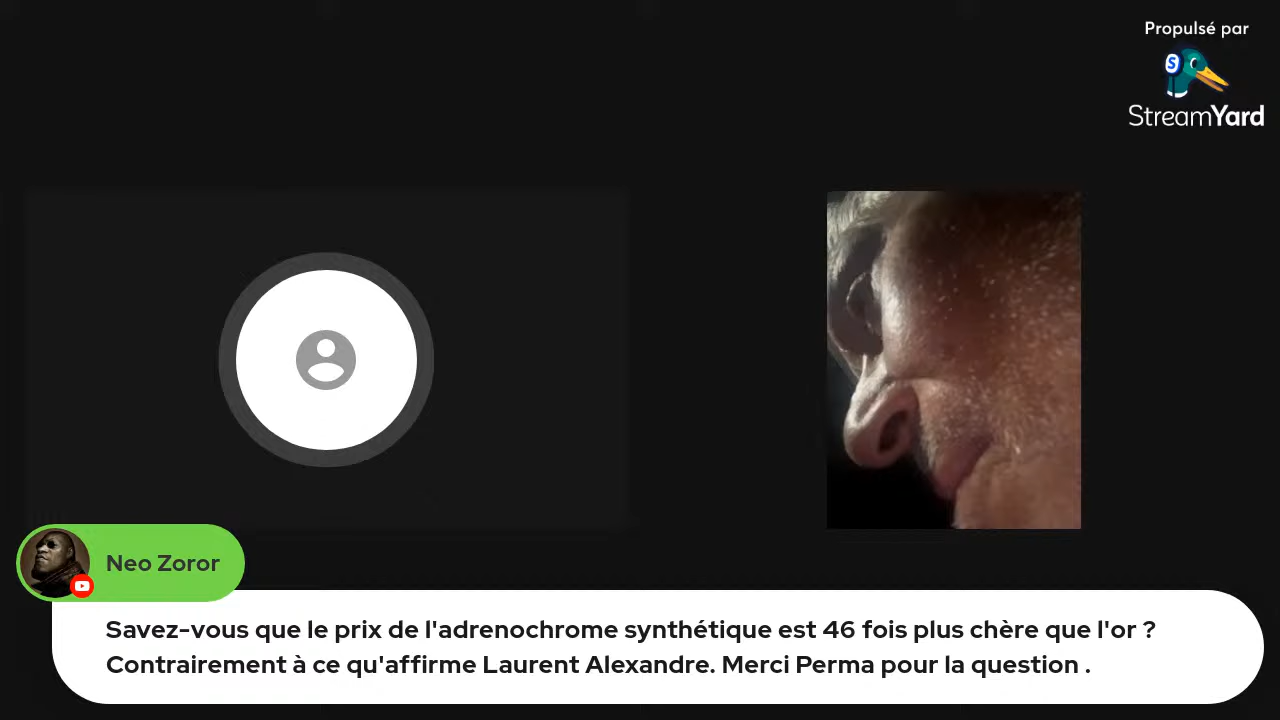 Propulsé par
StreamYard
Neo Zoror
Savez-vous que le prix de l'adrenochrome synthétique est 46 fois plus chère que l'or ?
Contrairement à ce qu'affirme Laurent Alexandre. Merci Perma pour la question .